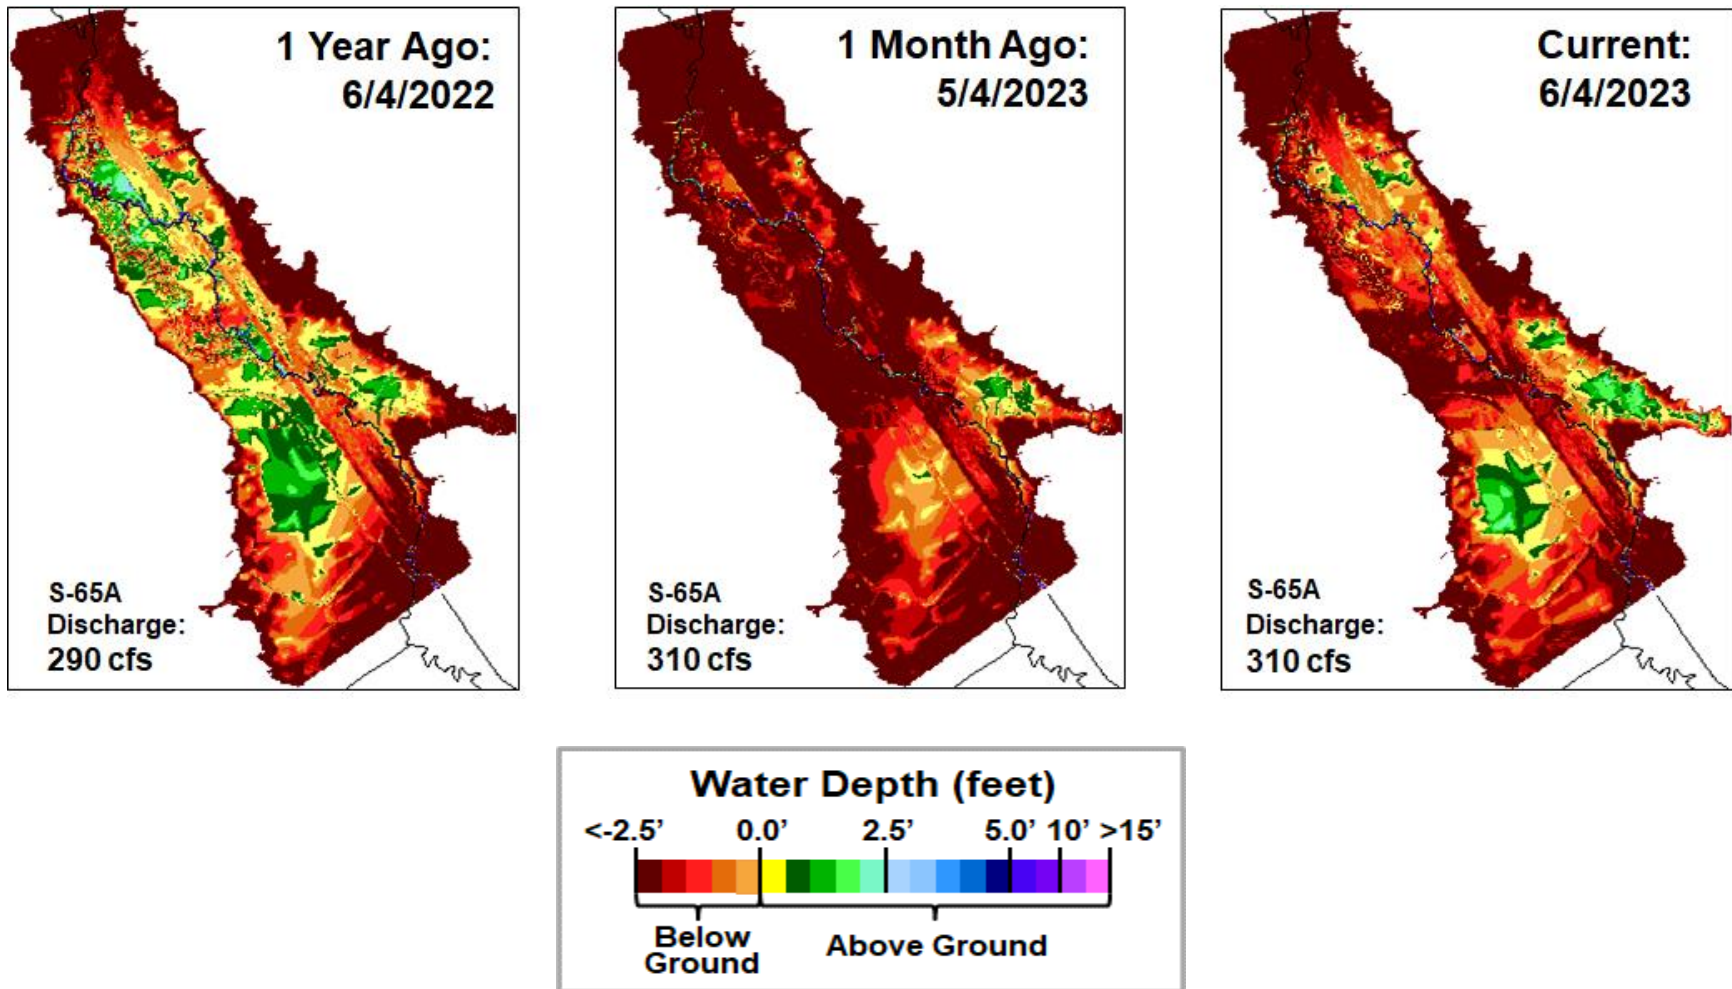 1 Year Ago:
6/4/2022
S-65A
Discharge:
290 cfs
1 Month Ago:
5/4/2023
S-65A
Discharge:
310 cfs
Current:
6/4/2023
S-65A
Discharge:
310 cfs
Water Depth (feet)
<-2.5’ 0.0’ 2.5’ 5.0’ 10’ >15’
Below
Ground
Above Ground